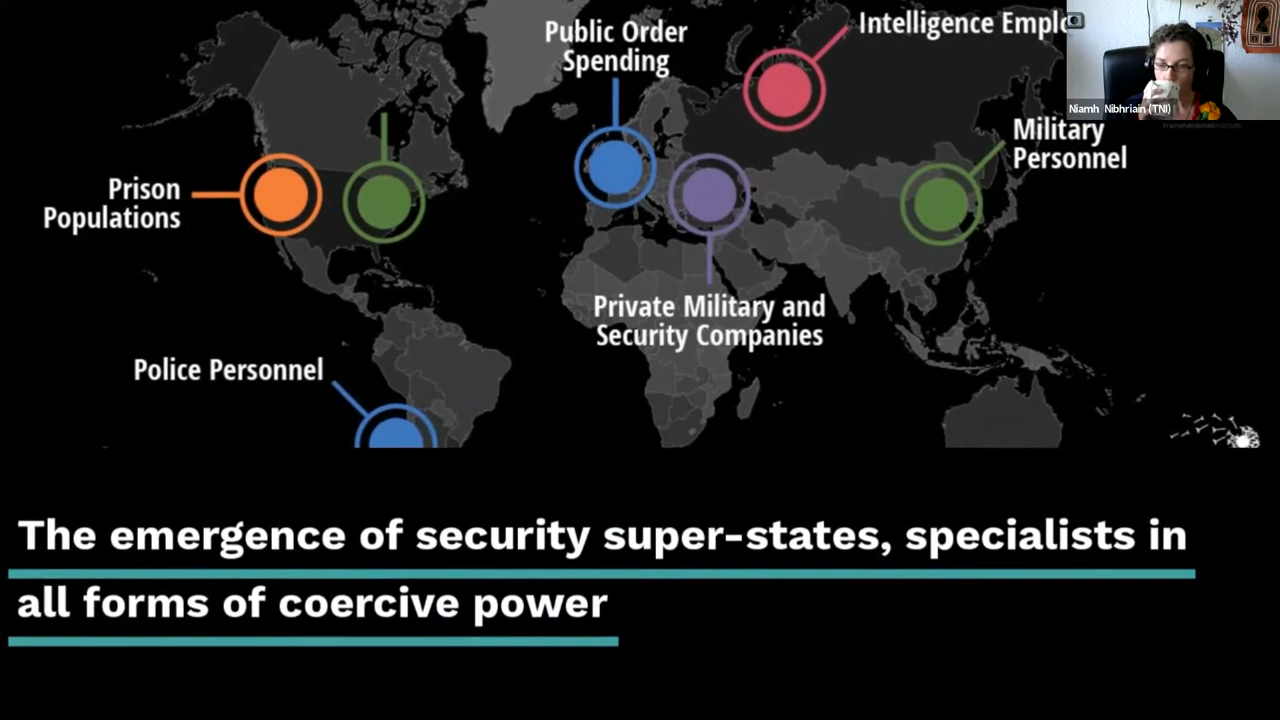 Public Order
Spending
Intelligence Emplo
Niamh Nibhriain (TNI)
Military
Personnel
Prison
Populations
Private Military and
Security Companies
Police Personnel
The emergence of security super-states, specialists in
all forms of coercive power